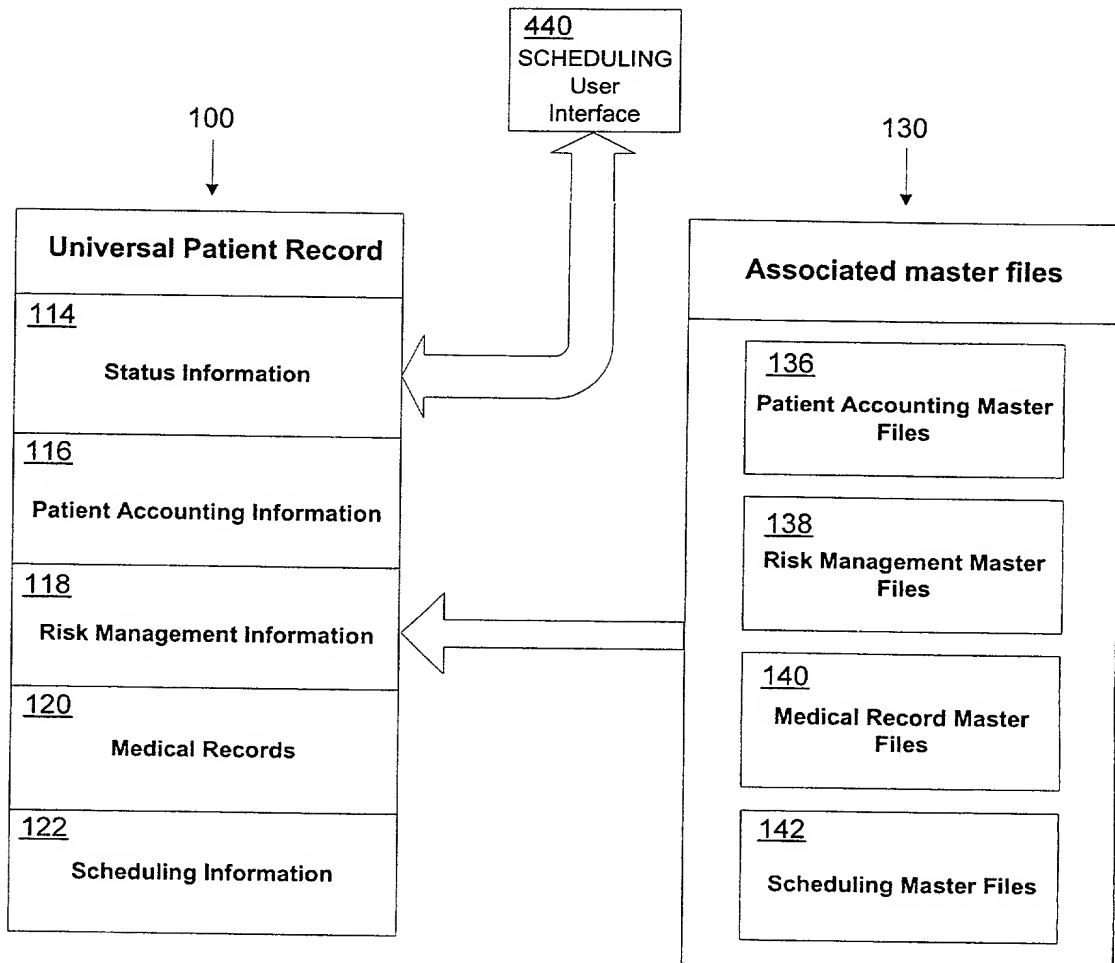 440
SCHEDULING
User
Interface
100
130
Universal Patient Record
114
Status Information
116
Patient Accounting Information
118
Risk Management Information
120
Medical Records
122
Scheduling Information
Associated master files
136
Patient Accounting Master
Files
138
Risk Management Master
Files
140
Medical Record Master
Files
142
Scheduling Master Files